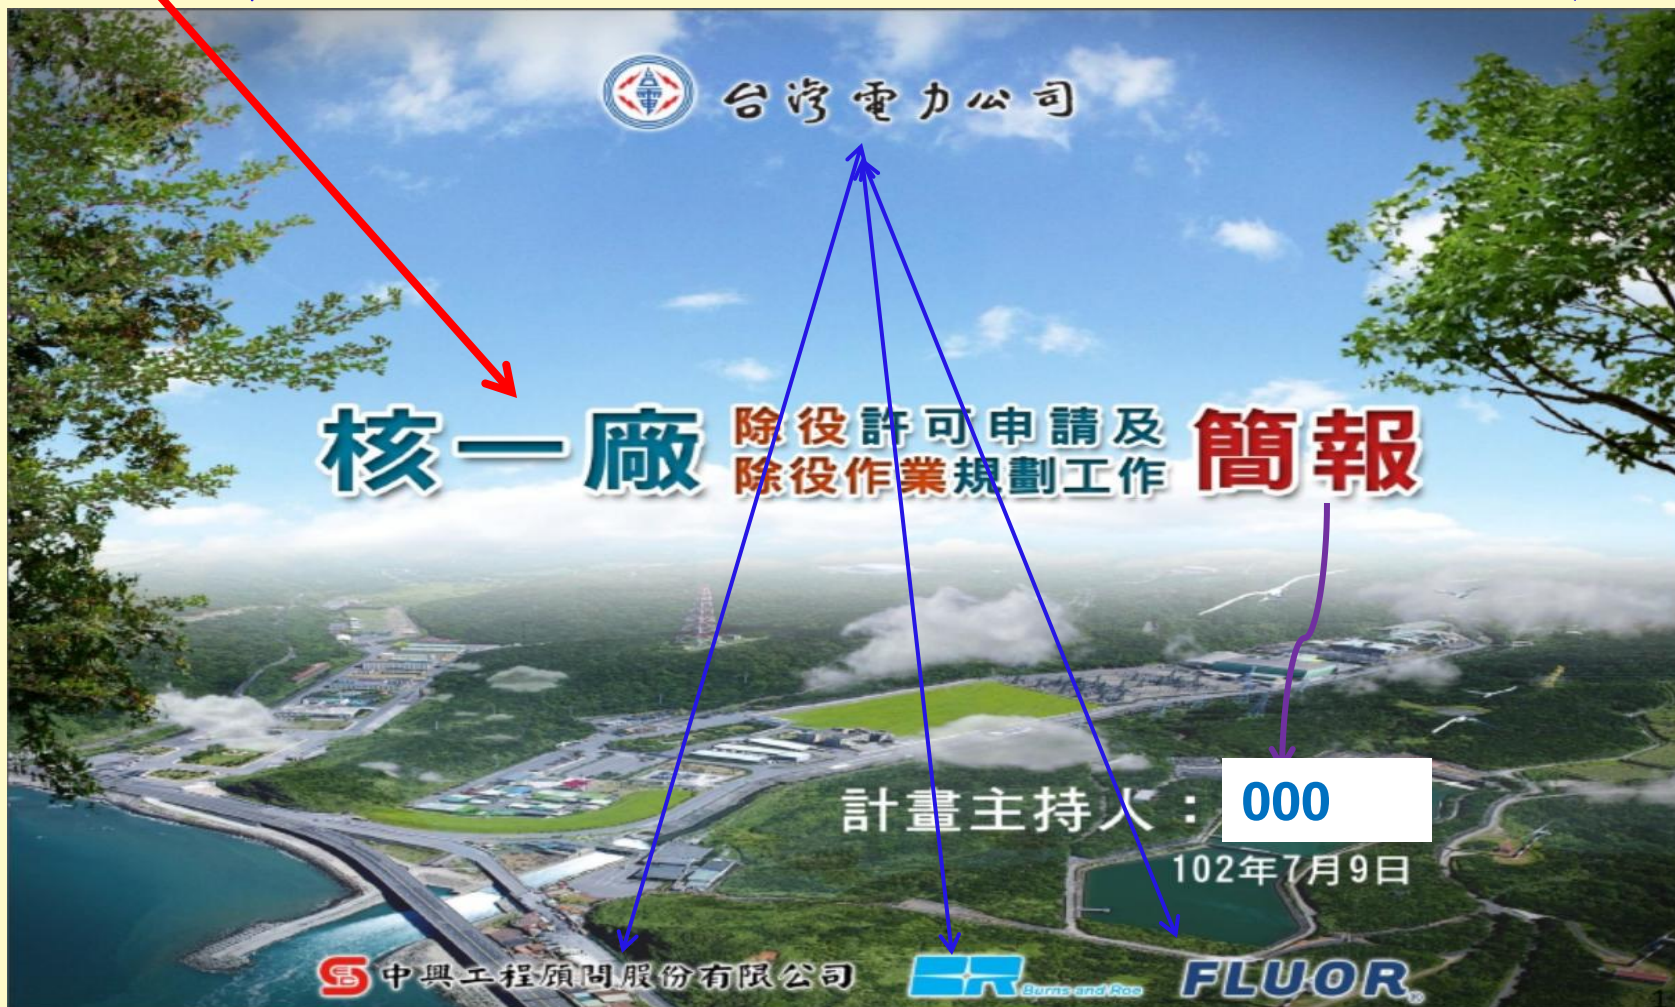 台灣電力公司
核一廠 除役許可申請及 簡報
除役作業規劃工作
計畫主持人：000
102年7月9日
中興工程顧問股份有限公司 Burns and Roe FLUOR®